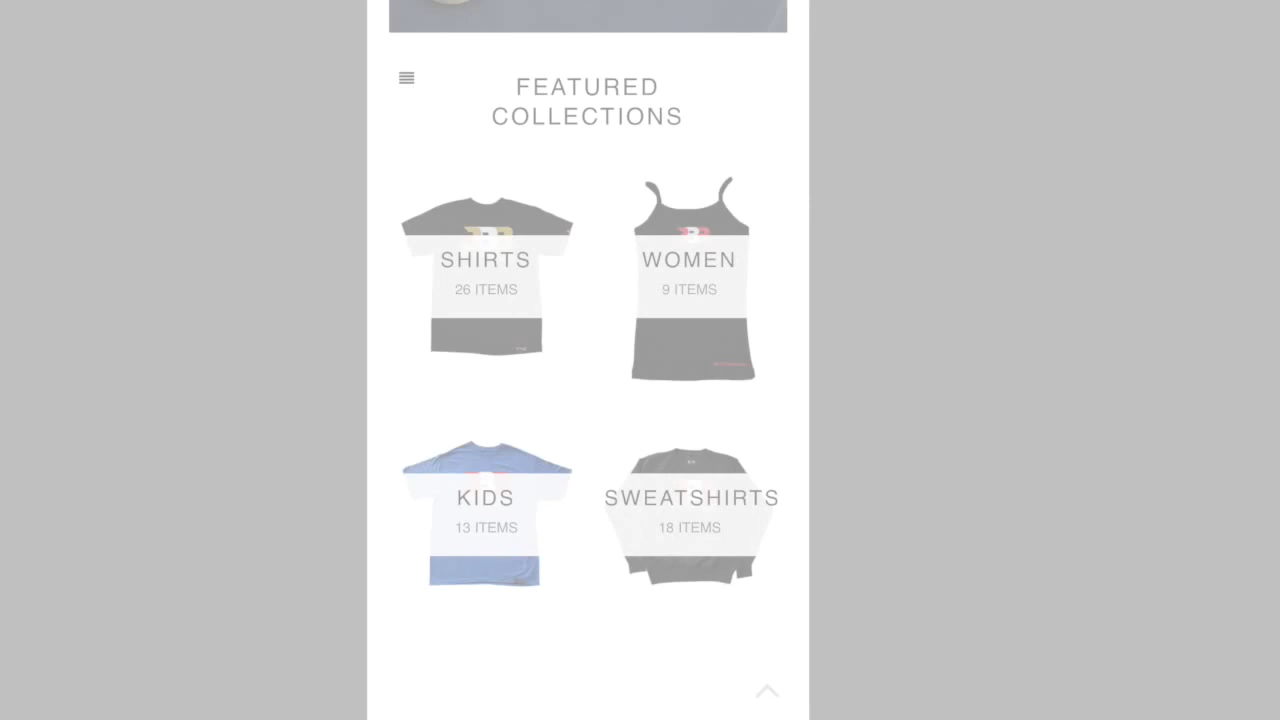 FEATURED
COLLECTIONS
SHIRTS
26 ITEMS
WOMEN
9 ITEMS
KIDS
13 ITEMS
SWEATSHIRTS
18 ITEMS